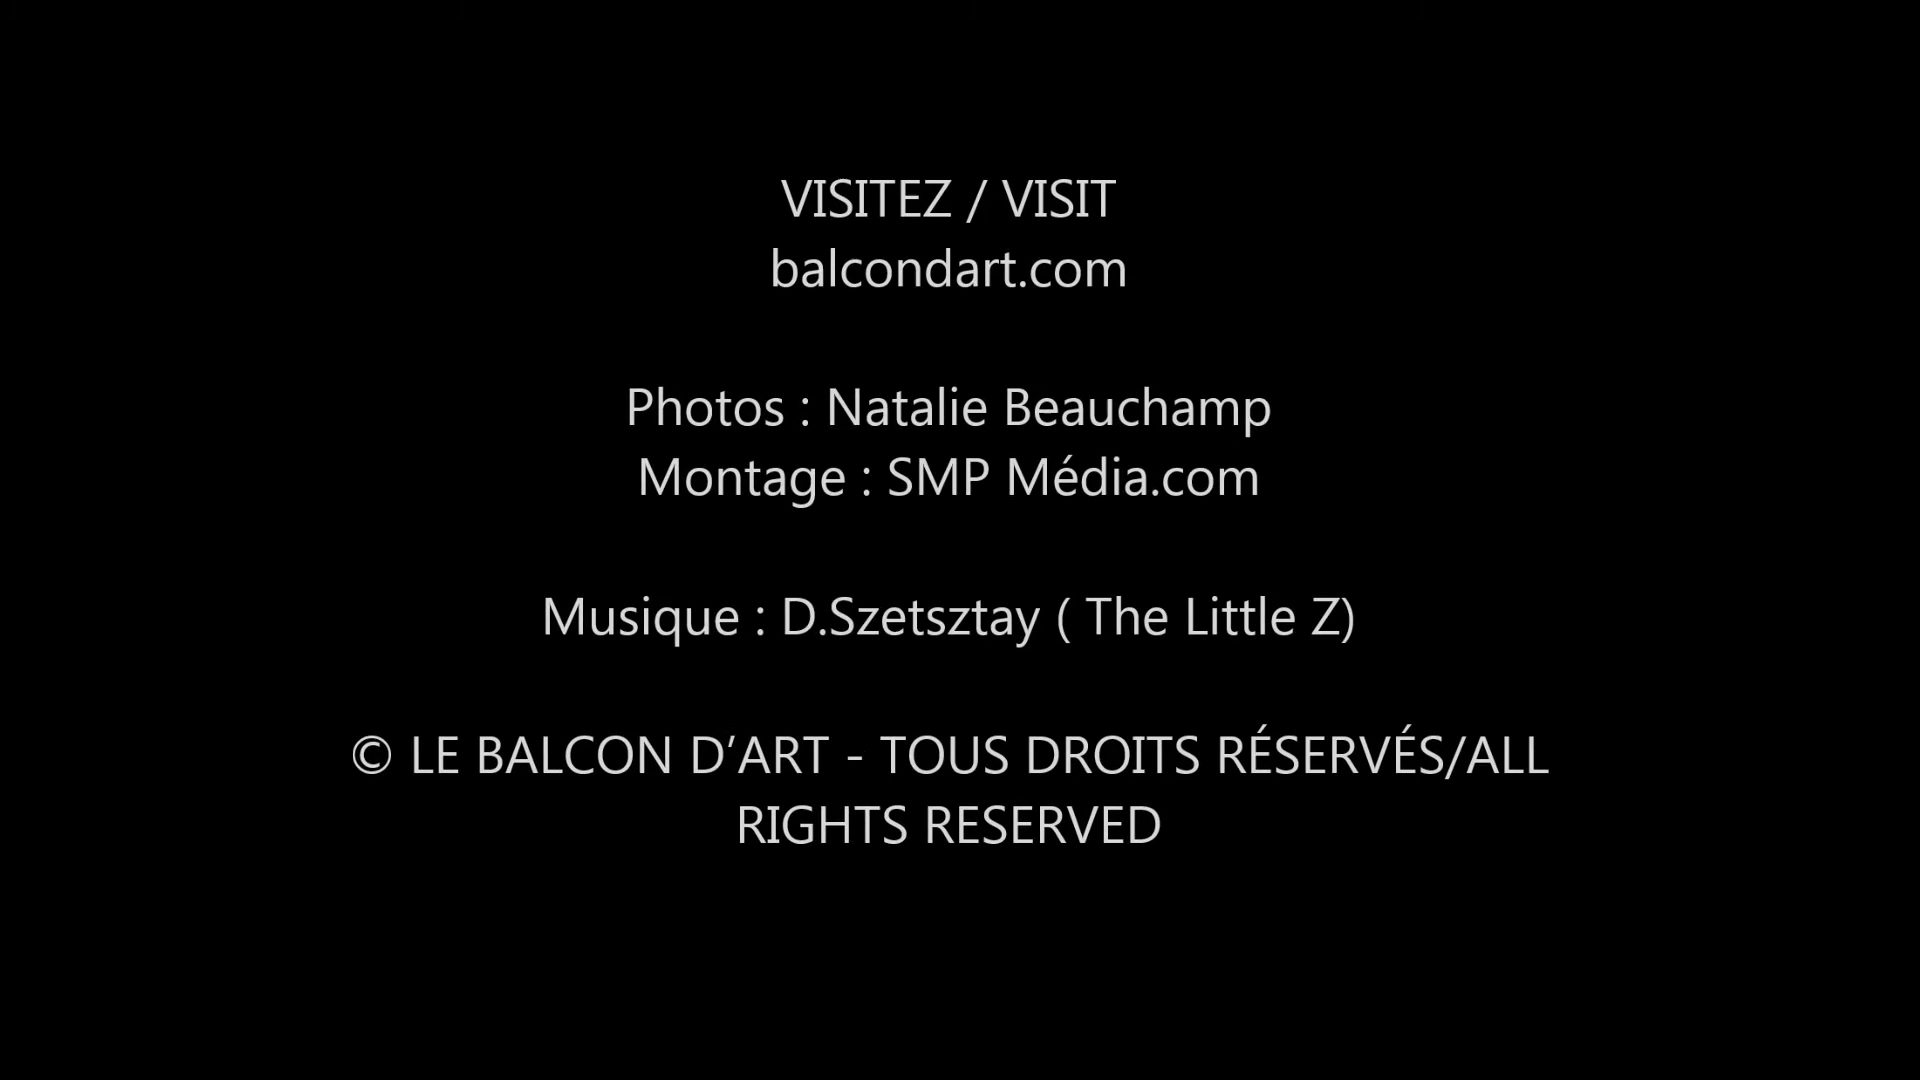 VISITEZ / VISIT
balcondart.com
Photos : Natalie Beauchamp
Montage : SMP Média.com
Musique : D.Szetsztay ( The Little Z)
© LE BALCON D’ART - TOUS DROITS RÉSERVÉS/ALL
RIGHTS RESERVED